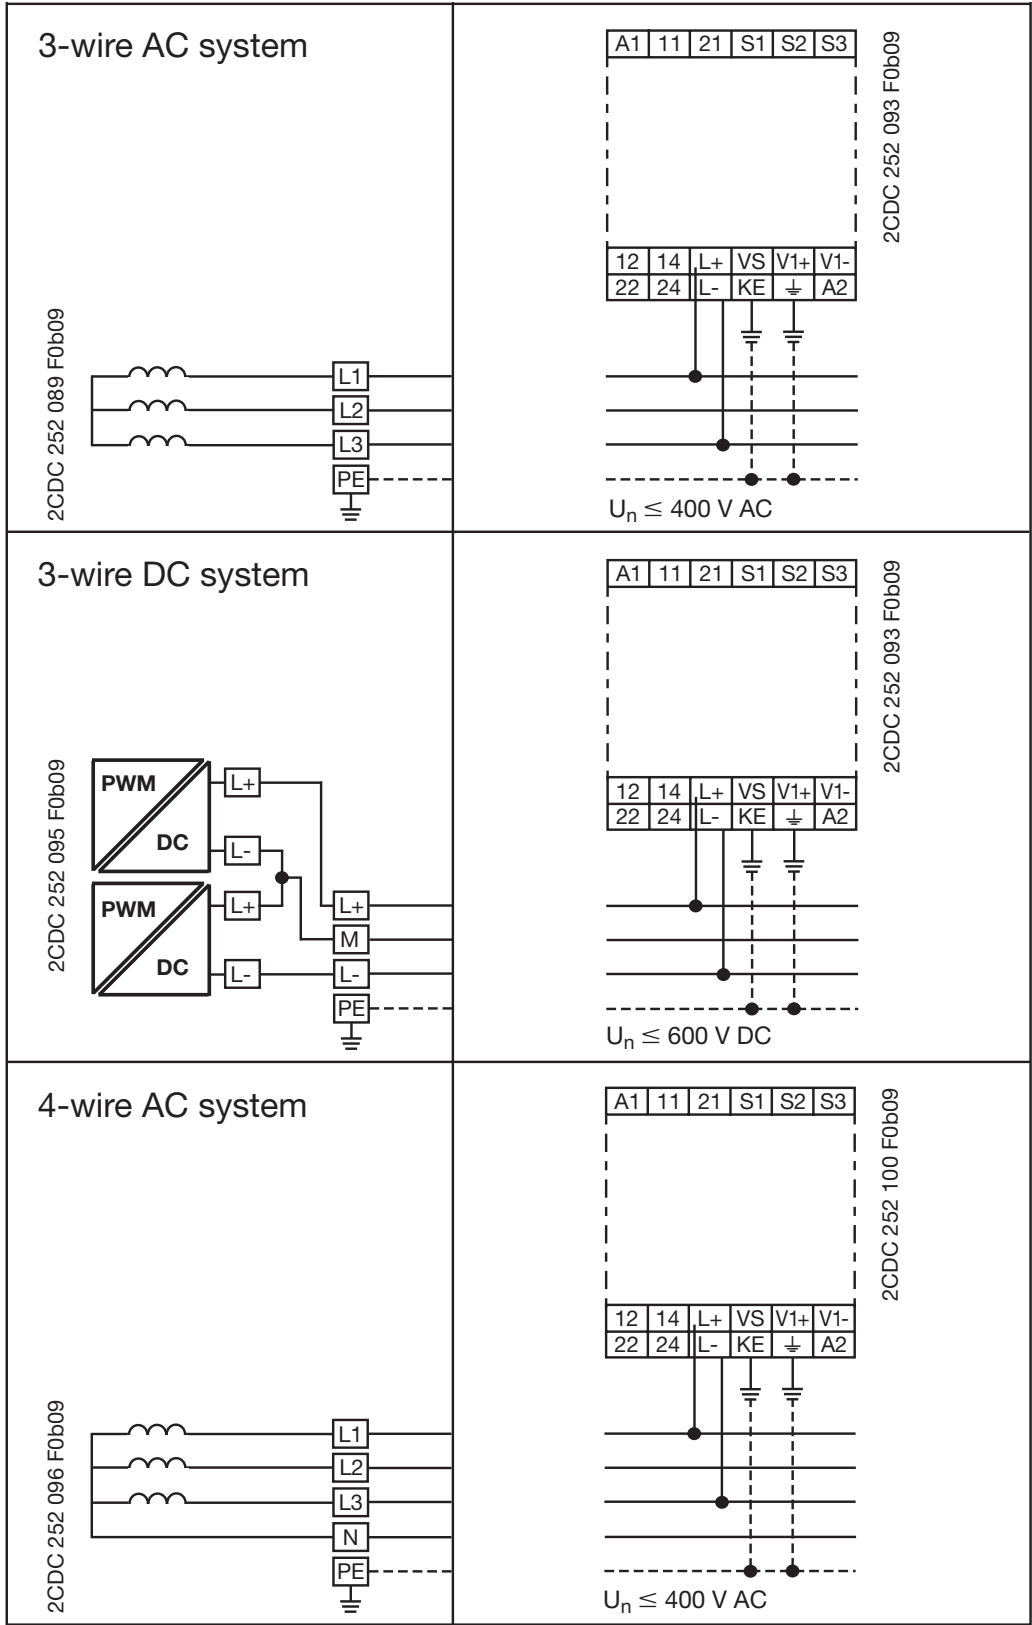 3-wire AC system
2CDC 252 089 F0b09
L1
L2
L3
PE
A1 11 21 S1 S2 S3
12 14 L+ VS V1+ V1-
22 24 L- KE ⏚ A2
2CDC 252 093 F0b09
Un ≤ 400 V AC
3-wire DC system
2CDC 252 095 F0b09
PWM
DC
L+
L-
PWM
DC
L+
L-
L+
M
L-
PE
A1 11 21 S1 S2 S3
12 14 L+ VS V1+ V1-
22 24 L- KE ⏚ A2
2CDC 252 093 F0b09
Un ≤ 600 V DC
4-wire AC system
2CDC 252 096 F0b09
L1
L2
L3
N
PE
A1 11 21 S1 S2 S3
12 14 L+ VS V1+ V1-
22 24 L- KE ⏚ A2
2CDC 252 100 F0b09
Un ≤ 400 V AC